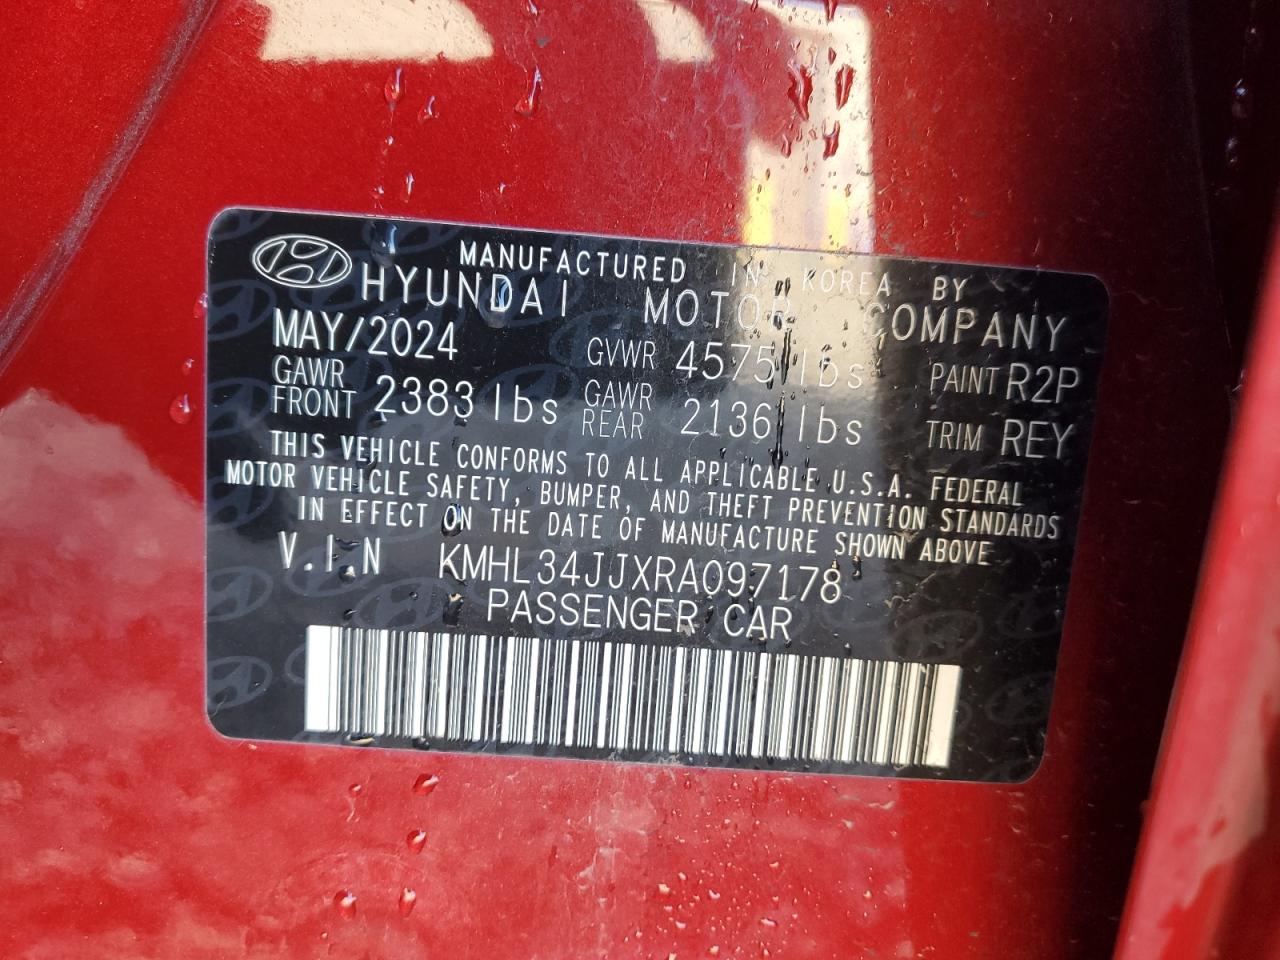 MANUFACTURED IN KOREA BY
HYUNDAI MOTOR COMPANY
MAY/2024 GVWR 4575 lbs PAINT R2P
GAWR FRONT 2383 lbs GAWR REAR 2136 lbs TRIM REY
THIS VEHICLE CONFORMS TO ALL APPLICABLE U.S.A. FEDERAL
MOTOR VEHICLE SAFETY, BUMPER, AND THEFT PREVENTION STANDARDS
IN EFFECT ON THE DATE OF MANUFACTURE SHOWN ABOVE
V.I.N KMHL34JJXRA097178
PASSENGER CAR